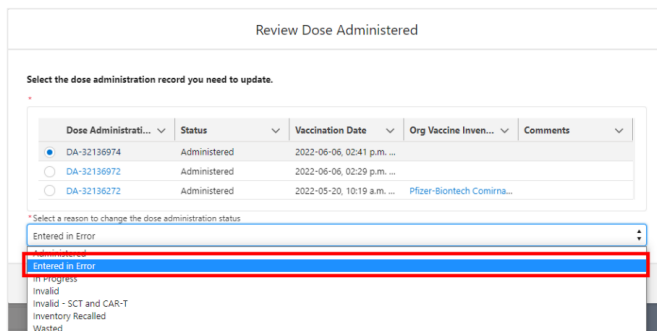 Review Dose Administered
Select the dose administration record you need to update.
*
Dose Administrati... Status Vaccination Date Org Vaccine Inven... Comments
DA-32136974 Administered 2022-06-06, 02:41 p.m. ...
DA-32136972 Administered 2022-06-06, 02:29 p.m. ...
DA-32136272 Administered 2022-05-20, 10:19 a.m. ... Pfizer-Biontech Comirna...
*Select a reason to change the dose administration status
Entered in Error
Administered
Entered in Error
In Progress
Invalid
Invalid - SCT and CAR-T
Inventory Recalled
Wasted